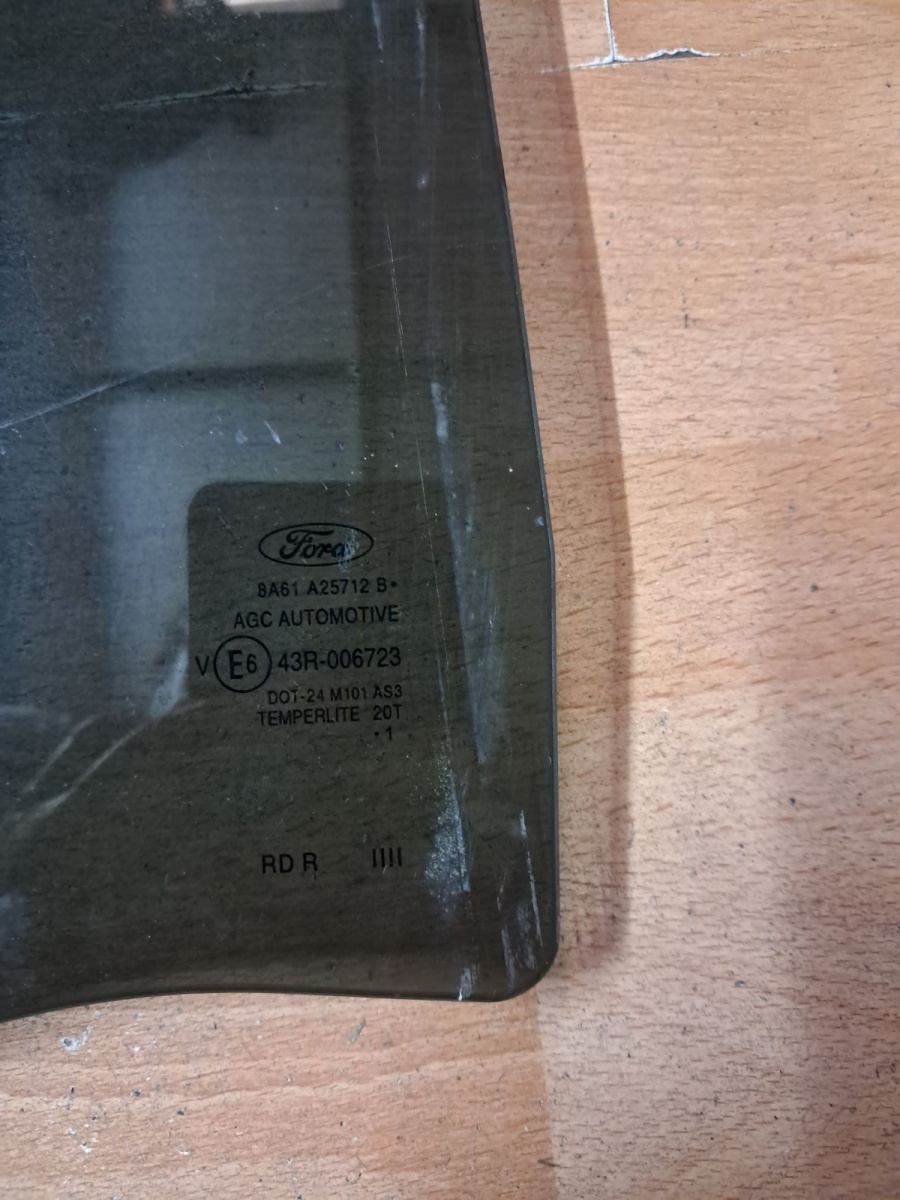 Ford
8A61 A25712 B•
AGC AUTOMOTIVE
V E6 43R-006723
DOT-24 M101 AS3
TEMPERLITE 20T
•1
RD R IIII